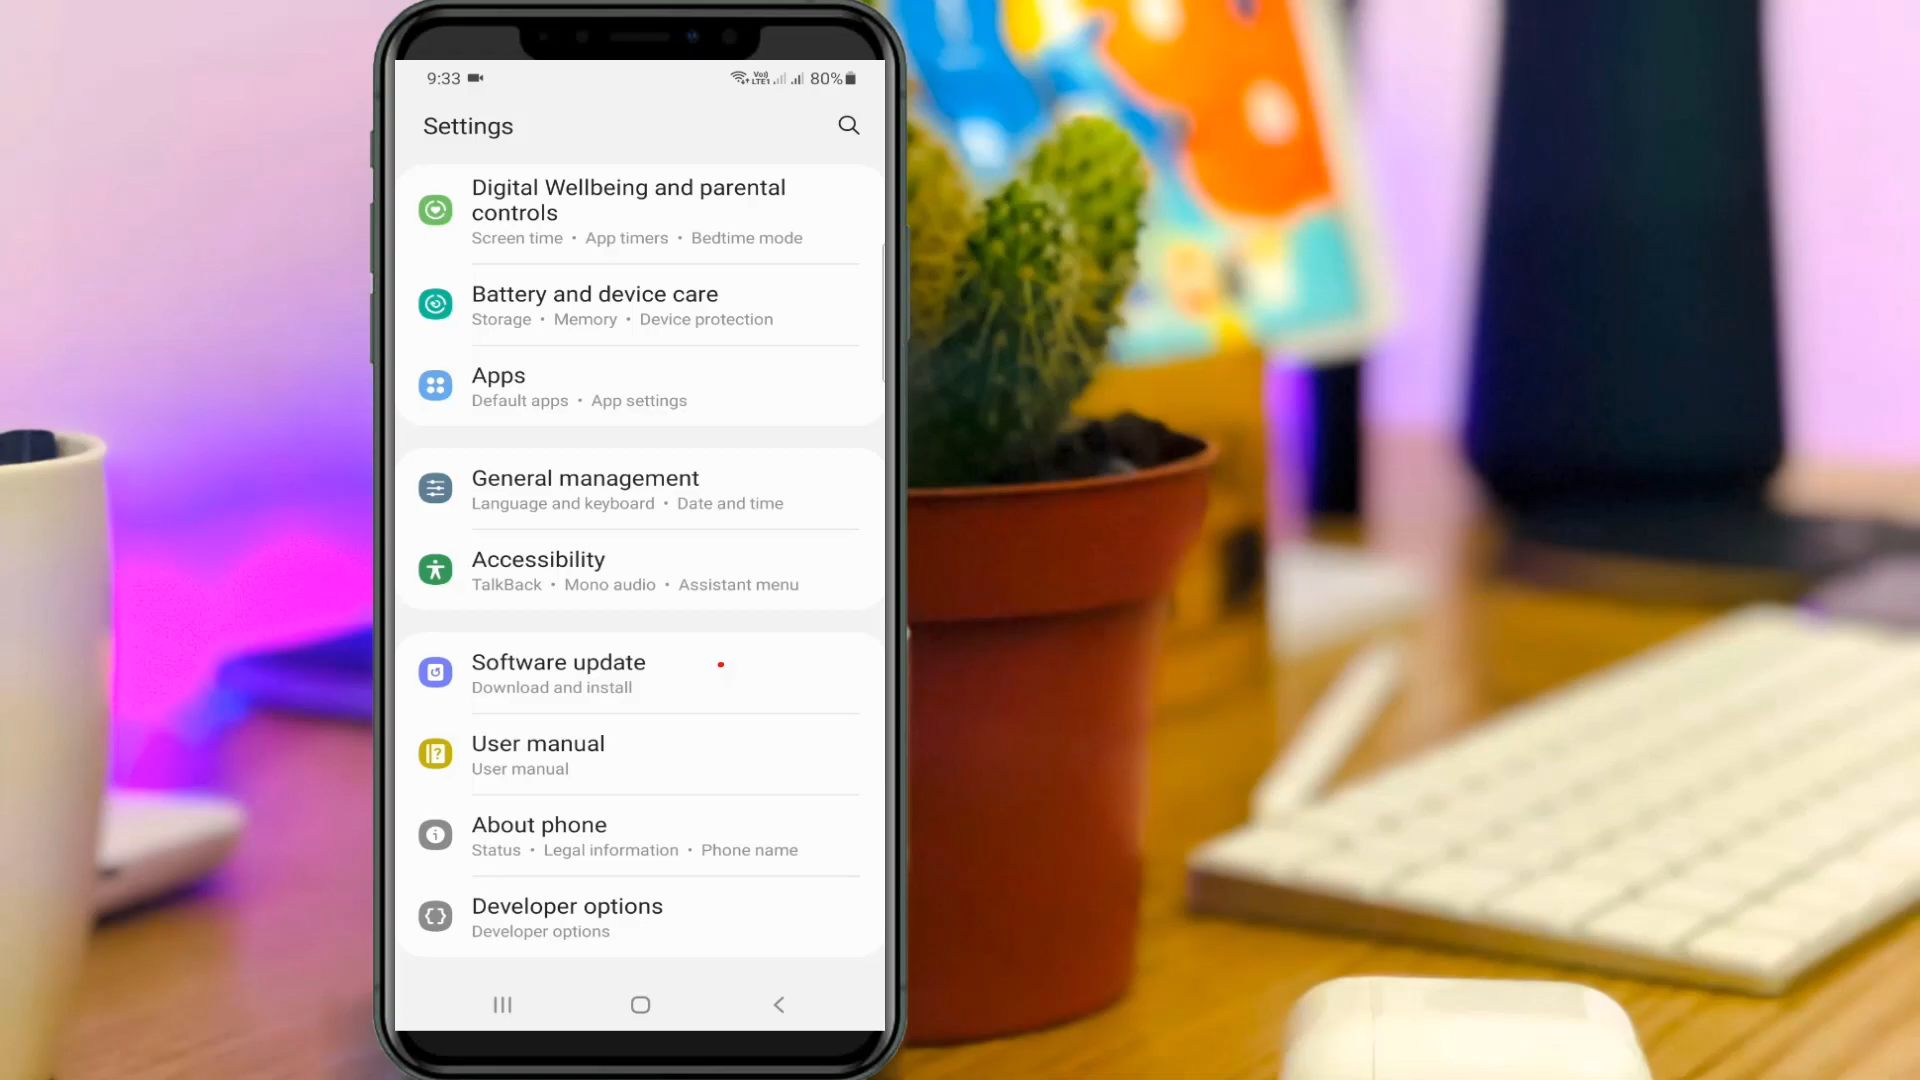 9:33 80%
Settings
Digital Wellbeing and parental
controls
Screen time • App timers • Bedtime mode
Battery and device care
Storage • Memory • Device protection
Apps
Default apps • App settings
General management
Language and keyboard • Date and time
Accessibility
TalkBack • Mono audio • Assistant menu
Software update
Download and install
User manual
User manual
About phone
Status • Legal information • Phone name
Developer options
Developer options